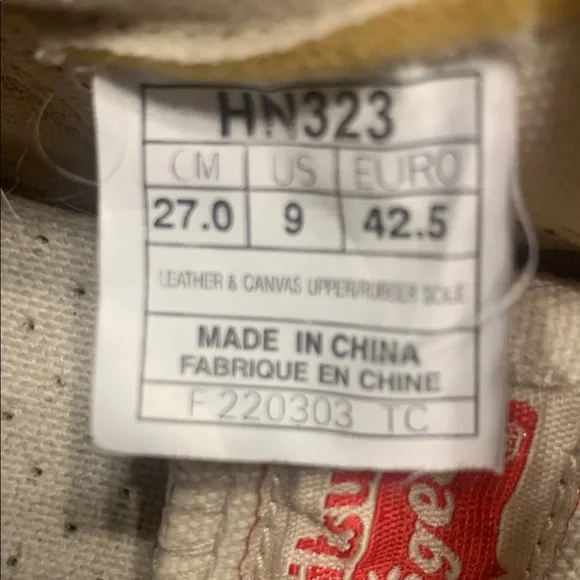 HN323
CM US EURO
27.0 9 42.5
LEATHER & CANVAS UPPER/RUBBER SOLE
MADE IN CHINA
FABRIQUE EN CHINE
F 220303 TC